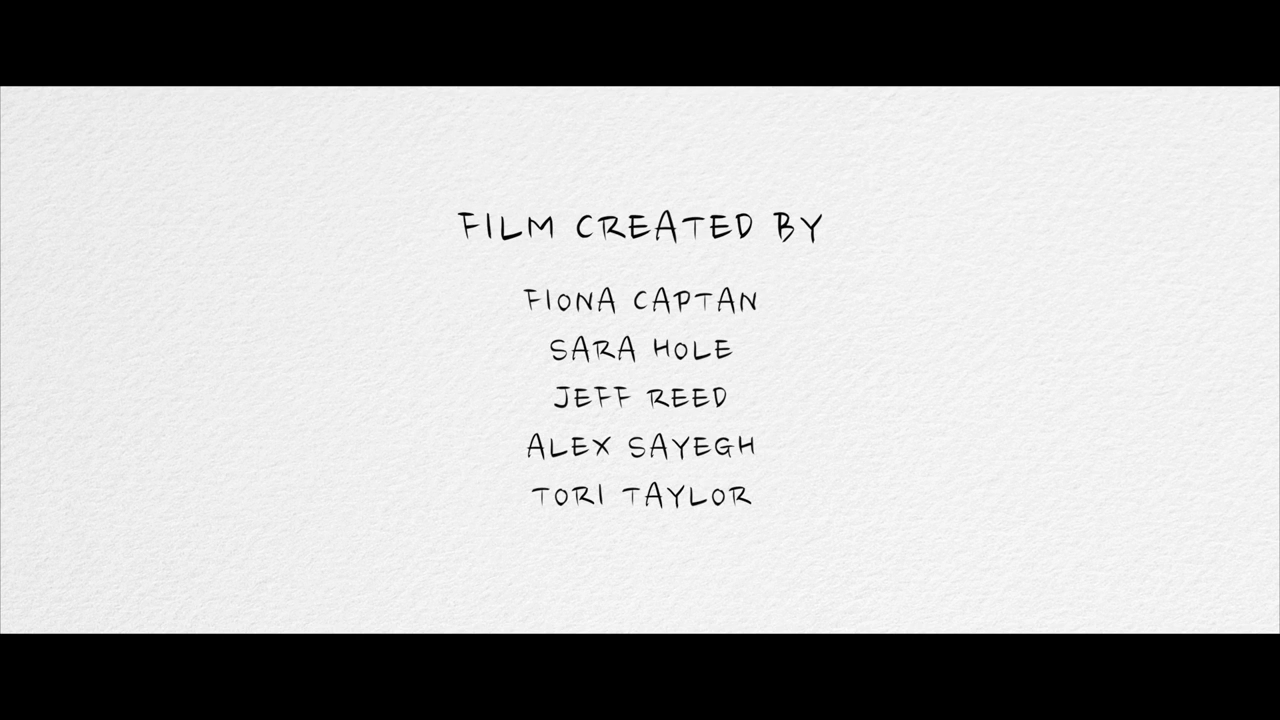 FILM CREATED BY
FIONA CAPTAN
SARA HOLE
JEFF REED
ALEX SAYEGH
TORI TAYLOR